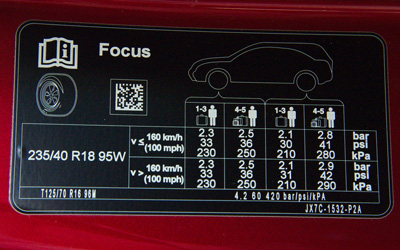 Focus
1-3 4-5 1-3 4-5
235/40 R18 95W
v ≤ 160 km/h
(100 mph)
2.3 2.5 2.1 2.8 bar
33 36 30 41 psi
230 250 210 280 kPa
v > 160 km/h
(100 mph)
2.3 2.5 2.1 2.9 bar
33 36 31 42 psi
230 250 210 290 kPa
T125/70 R16 96M 4.2 60 420 bar/psi/kPA
JX7C-1532-P2A